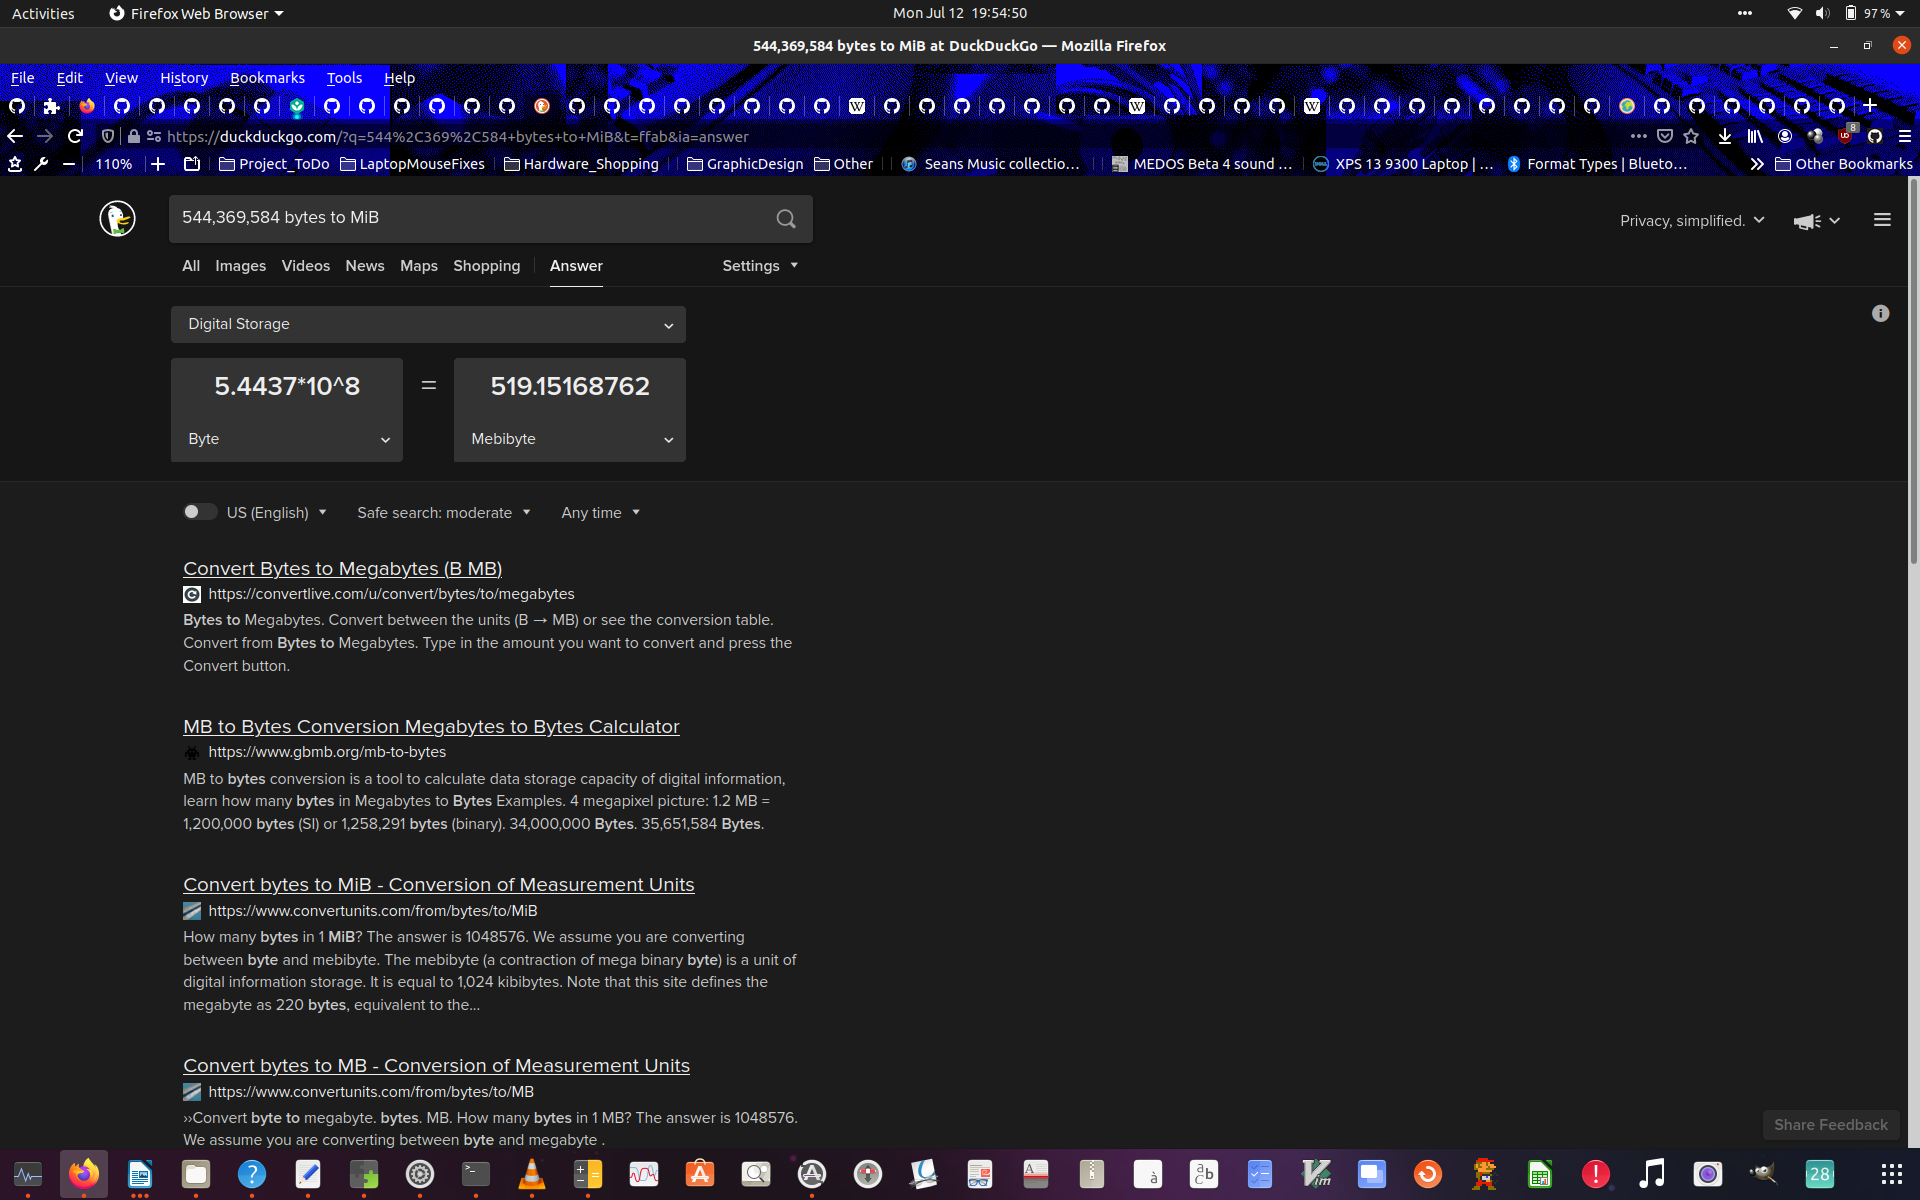 Activities
Firefox Web Browser
Mon Jul 12 19:54:50
97 %
544,369,584 bytes to MiB at DuckDuckGo — Mozilla Firefox
File Edit View History Bookmarks Tools Help
https://duckduckgo.com/?q=544%2C369%2C584+bytes+to+MiB&t=ffab&ia=answer
8
110%
Project_ToDo
LaptopMouseFixes
Hardware_Shopping
GraphicDesign
Other
Seans Music collectio...
MEDOS Beta 4 sound ...
XPS 13 9300 Laptop | ...
Format Types | Blueto...
Other Bookmarks
544,369,584 bytes to MiB
Privacy, simplified.
All Images Videos News Maps Shopping Answer Settings
Digital Storage
5.4437*10^8 = 519.15168762
Byte
Mebibyte
US (English) Safe search: moderate Any time
Convert Bytes to Megabytes (B MB)
https://convertlive.com/u/convert/bytes/to/megabytes
Bytes to Megabytes. Convert between the units (B → MB) or see the conversion table.
Convert from Bytes to Megabytes. Type in the amount you want to convert and press the
Convert button.
MB to Bytes Conversion Megabytes to Bytes Calculator
https://www.gbmb.org/mb-to-bytes
MB to bytes conversion is a tool to calculate data storage capacity of digital information,
learn how many bytes in Megabytes to Bytes Examples. 4 megapixel picture: 1.2 MB =
1,200,000 bytes (SI) or 1,258,291 bytes (binary). 34,000,000 Bytes. 35,651,584 Bytes.
Convert bytes to MiB - Conversion of Measurement Units
https://www.convertunits.com/from/bytes/to/MiB
How many bytes in 1 MiB? The answer is 1048576. We assume you are converting
between byte and mebibyte. The mebibyte (a contraction of mega binary byte) is a unit of
digital information storage. It is equal to 1,024 kibibytes. Note that this site defines the
megabyte as 220 bytes, equivalent to the...
Convert bytes to MB - Conversion of Measurement Units
https://www.convertunits.com/from/bytes/to/MB
››Convert byte to megabyte. bytes. MB. How many bytes in 1 MB? The answer is 1048576.
We assume you are converting between byte and megabyte .
Share Feedback
28